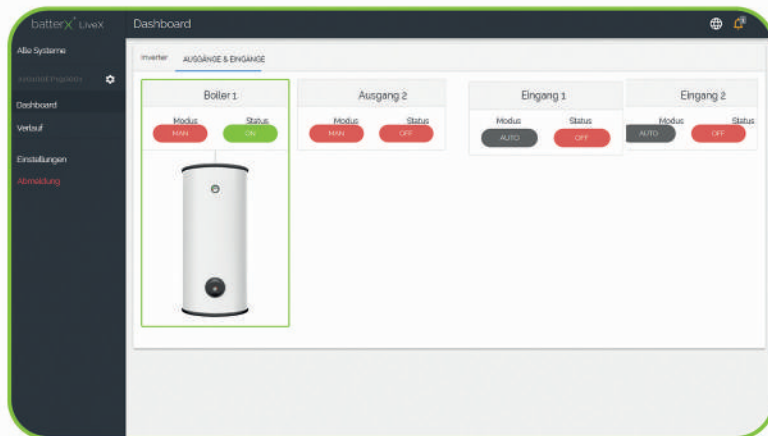 batterX LiveX
Dashboard
Alle Systeme
Dashboard
Verlauf
Einstellungen
Abmeldung
Inverter
AUSGÄNGE & EINGÄNGE
Boiler 1
Modus
Status
MAN
ON
Ausgang 2
Modus
Status
MAN
OFF
Eingang 1
Modus
Status
AUTO
OFF
Eingang 2
Modus
Status
AUTO
OFF